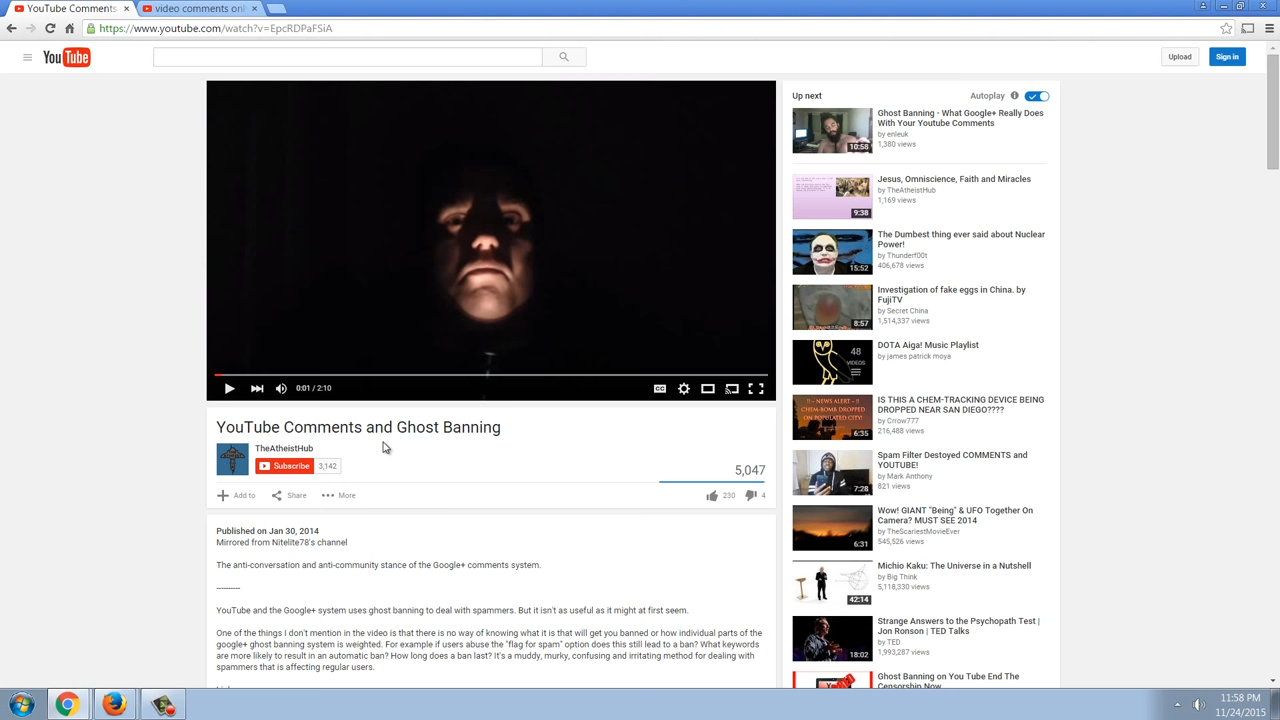 YouTube Comments
video comments on
https://www.youtube.com/watch?v=EpcRDPaFSiA
YouTube
Upload
Sign in
0:01 / 2:10
CC
YouTube Comments and Ghost Banning
TheAtheistHub
Subscribe 3,142
5,047
Add to Share More
230 4
Published on Jan 30, 2014
Mirrored from Nitelite78's channel
The anti-conversation and anti-community stance of the Google+ comments system.
----------
YouTube and the Google+ system uses ghost banning to deal with spammers. But it isn't as useful as it might at first seem.
One of the things I don't mention in the video is that there is no way of knowing what it is that will get you banned or how individual parts of the
google+ ghost banning system is weighted. For example if users abuse the "flag for spam" option does this still lead to a ban? What keywords
are more likely to result in an automatic ban? How long does a ban last? It's a muddy, murky, confusing and irritating method for dealing with
spammers that is affecting regular users.
Up next
Autoplay
10:58
Ghost Banning - What Google+ Really Does
With Your Youtube Comments
by enleuk
1,380 views
9:38
Jesus, Omniscience, Faith and Miracles
by TheAtheistHub
1,169 views
15:52
The Dumbest thing ever said about Nuclear
Power!
by Thunderf00t
406,678 views
8:57
Investigation of fake eggs in China. by
FujiTV
by Secret China
1,514,337 views
48
VIDEOS
DOTA Aiga! Music Playlist
by james patrock moya
!! - NEWS ALERT - !!
CHEM-BOMB DROPPED
ON POPULATED CITY!
6:35
IS THIS A CHEM-TRACKING DEVICE BEING
DROPPED NEAR SAN DIEGO????
by Crrow777
216,488 views
7:28
Spam Filter Destoyed COMMENTS and
YOUTUBE!
by Mark Anthony
821 views
6:31
Wow! GIANT "Being" & UFO Together On
Camera? MUST SEE 2014
by TheScariestMovieEver
545,526 views
42:14
Michio Kaku: The Universe in a Nutshell
by Big Think
5,118,330 views
18:02
Strange Answers to the Psychopath Test |
Jon Ronson | TED Talks
by TED
1,993,287 views
Ghost Banning on You Tube End The
Censorship Now
11:58 PM
11/24/2015